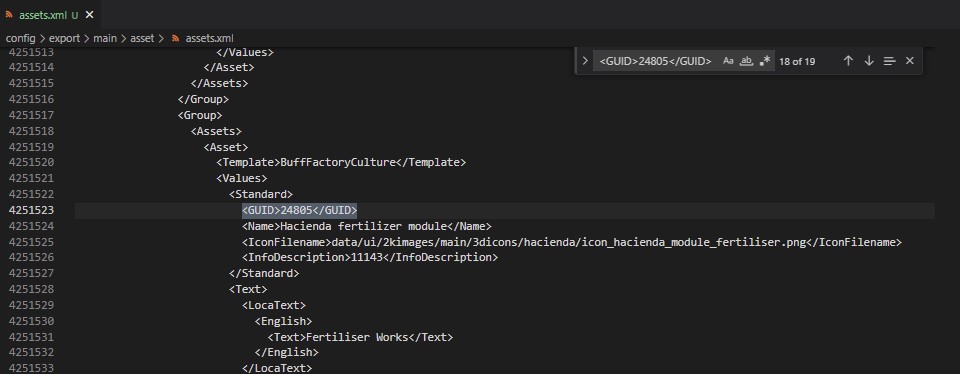 assets.xml U
config > export > main > asset > assets.xml
<GUID>24805</GUID> Aa ab 18 of 19
4251513 </Values>
4251514 </Asset>
4251515 </Assets>
4251516 </Group>
4251517 <Group>
4251518 <Assets>
4251519 <Asset>
4251520 <Template>BuffFactoryCulture</Template>
4251521 <Values>
4251522 <Standard>
4251523 <GUID>24805</GUID>
4251524 <Name>Hacienda fertilizer module</Name>
4251525 <IconFilename>data/ui/2kimages/main/3dicons/hacienda/icon_hacienda_module_fertiliser.png</IconFilename>
4251526 <InfoDescription>11143</InfoDescription>
4251527 </Standard>
4251528 <Text>
4251529 <LocaText>
4251530 <English>
4251531 <Text>Fertiliser Works</Text>
4251532 </English>
4251533 </LocaText>